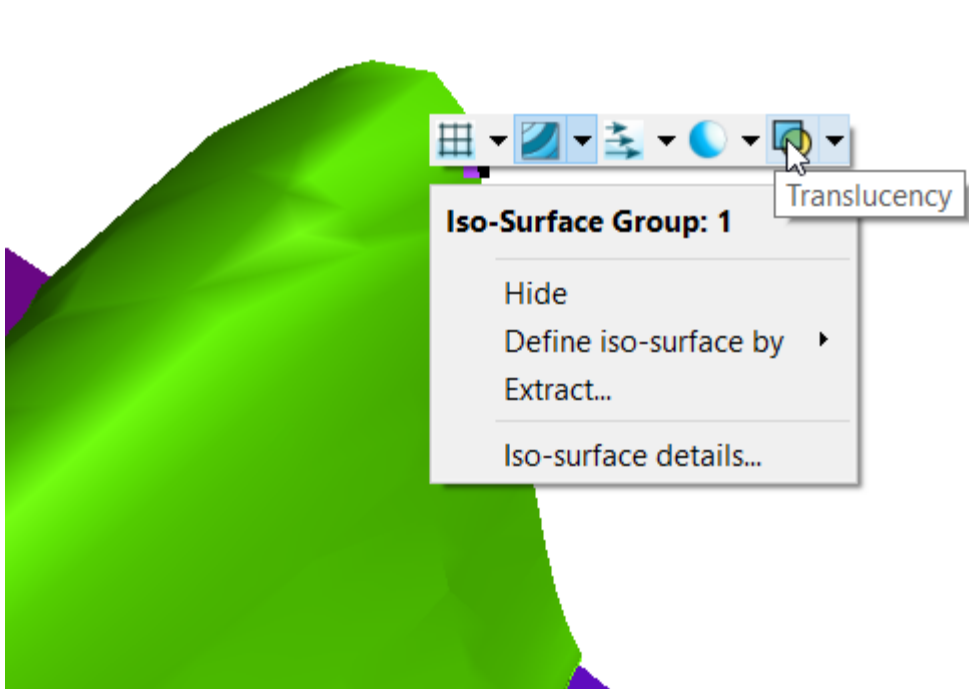 Translucency
Iso-Surface Group: 1
Hide
Define iso-surface by
Extract...
Iso-surface details...